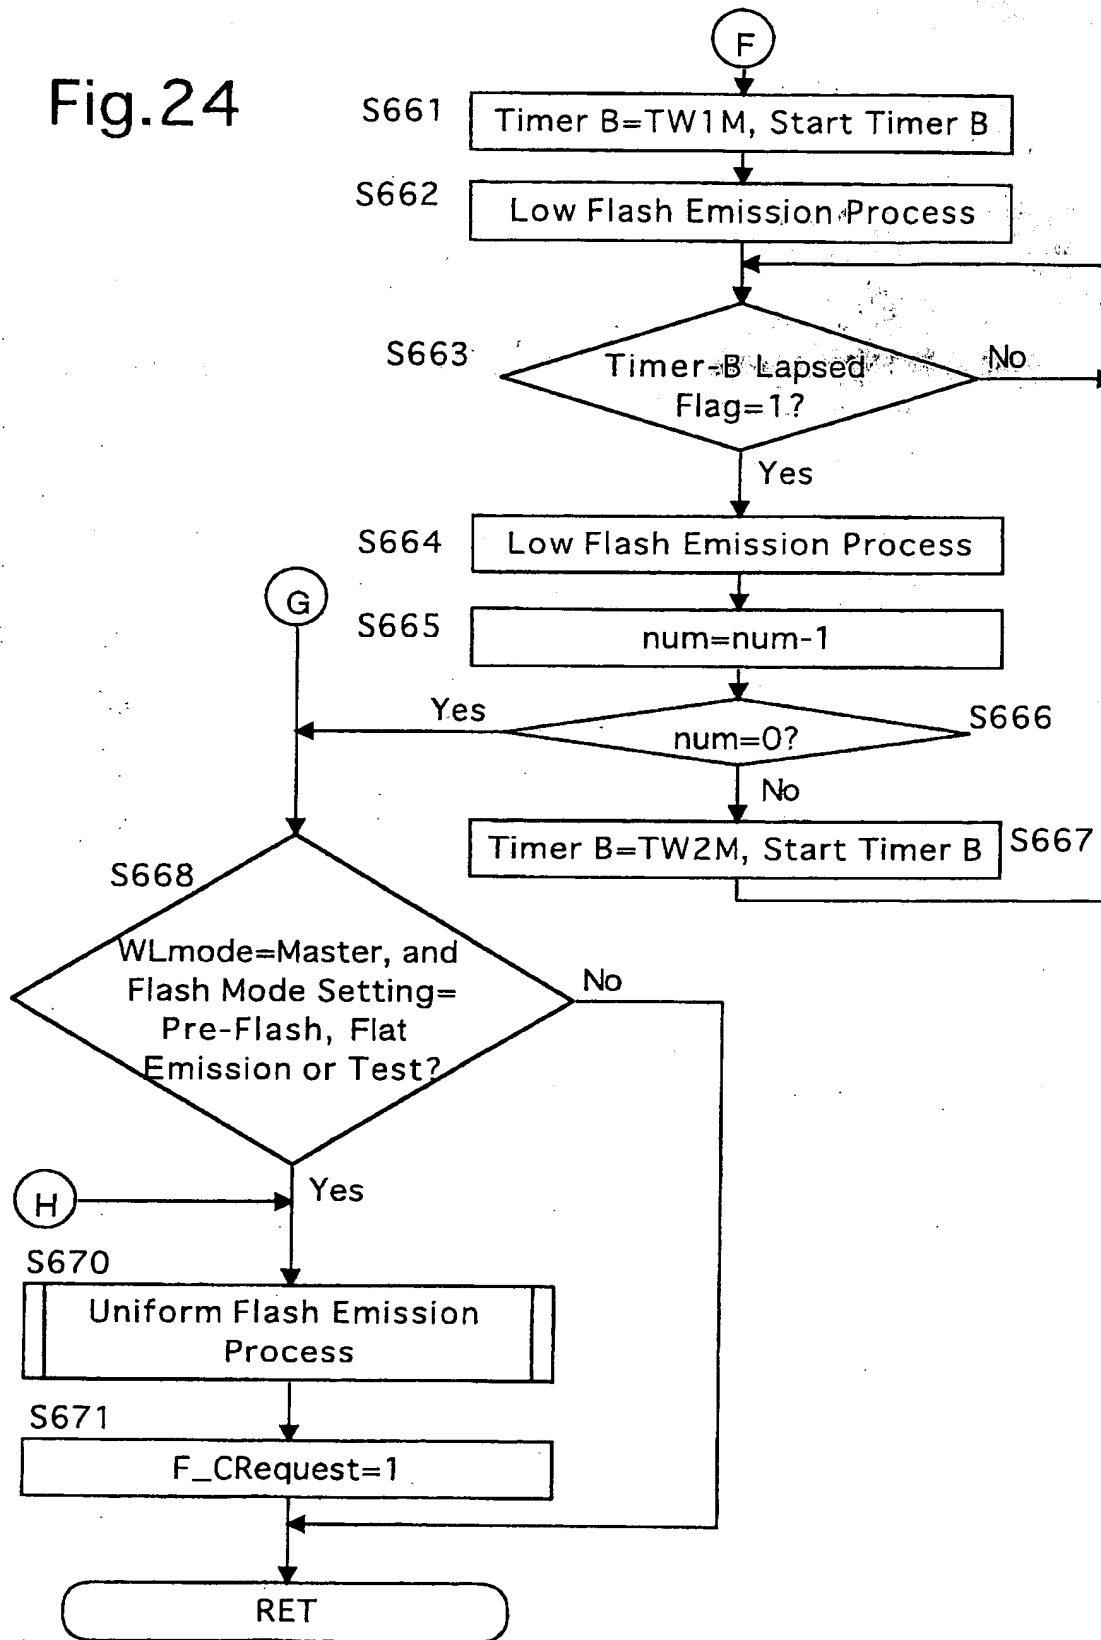 Fig.24
F
S661
Timer B=TW1M, Start Timer B
S662
Low Flash Emission Process
S663
Timer-B Lapsed
Flag=1?
No
Yes
S664
Low Flash Emission Process
G
S665
num=num-1
Yes
num=0?
S666
No
Timer B=TW2M, Start Timer B
S667
S668
WLmode=Master, and
Flash Mode Setting=
Pre-Flash, Flat
Emission or Test?
No
Yes
H
S670
Uniform Flash Emission
Process
S671
F_CRequest=1
RET